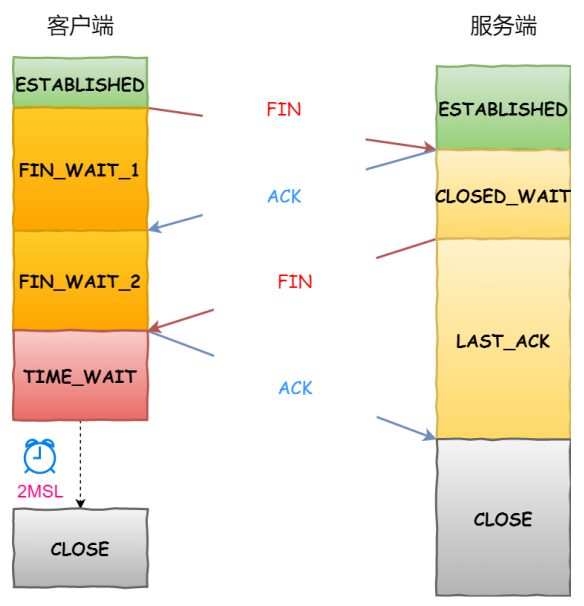 客户端
服务端
ESTABLISHED
ESTABLISHED
FIN
FIN_WAIT_1
CLOSED_WAIT
ACK
FIN_WAIT_2
FIN
LAST_ACK
TIME_WAIT
ACK
2MSL
CLOSE
CLOSE